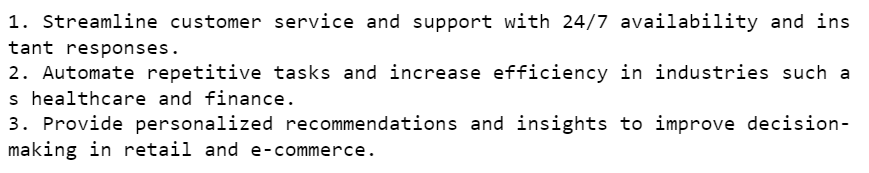 1. Streamline customer service and support with 24/7 availability and ins
tant responses.
2. Automate repetitive tasks and increase efficiency in industries such a
s healthcare and finance.
3. Provide personalized recommendations and insights to improve decision-
making in retail and e-commerce.